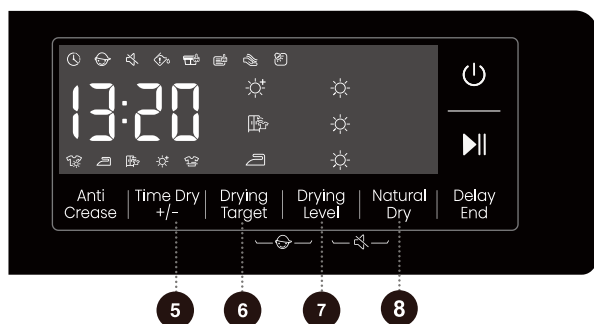 13:20
Anti Crease
Time Dry +/-
Drying Target
Drying Level
Natural Dry
Delay End
5
6
7
8